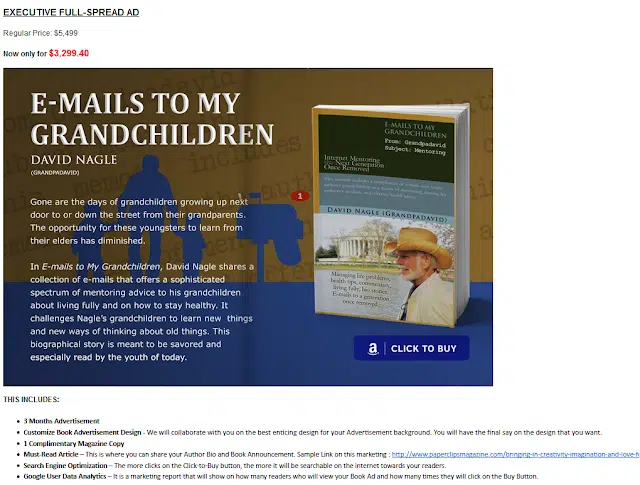 EXECUTIVE FULL-SPREAD AD
Regular Price: $5,499
Now only for $3,299.40
E-MAILS TO MY
GRANDCHILDREN
DAVID NAGLE
(GRANDPADAVID)
Gone are the days of grandchildren growing up next
door to or down the street from their grandparents.
The opportunity for these youngsters to learn from
their elders has diminished.
In E-mails to My Grandchildren, David Nagle shares a
collection of e-mails that offers a sophisticated
spectrum of mentoring advice to his grandchildren
about living fully and on how to stay healthy. It
challenges Nagle's grandchildren to learn new things
and new ways of thinking about old things. This
biographical story is meant to be savored and
especially read by the youth of today.
1
E-MAILS TO MY
GRANDCHILDREN
From: Grandpadavid
Subject: Mentoring
Internet Mentoring
Next Generation
Once Removed
DAVID NAGLE (GRANDPADAVID)
Managing life problems,
health tips, commentary,
living fully, bio stories.
E-mails to a generation
once removed
a CLICK TO BUY
THIS INCLUDES:
• 3 Months Advertisement
• Customize Book Advertisement Design - We will collaborate with you on the best enticing design for your Advertisement background. You will have the final say on the design that you want.
• 1 Complimentary Magazine Copy
• Must-Read Article – This is where you can share your Author Bio and Book Announcement. Sample Link on this marketing : http://www.paperclipsmagazine.com/bringing-in-creativity-imagination-and-love-f
• Search Engine Optimization – The more clicks on the Click-to-Buy button, the more it will be searchable on the internet towards your readers.
• Google User Data Analytics – It is a marketing report that will show on how many readers who will view your Book Ad and how many times they will click on the Buy Button.